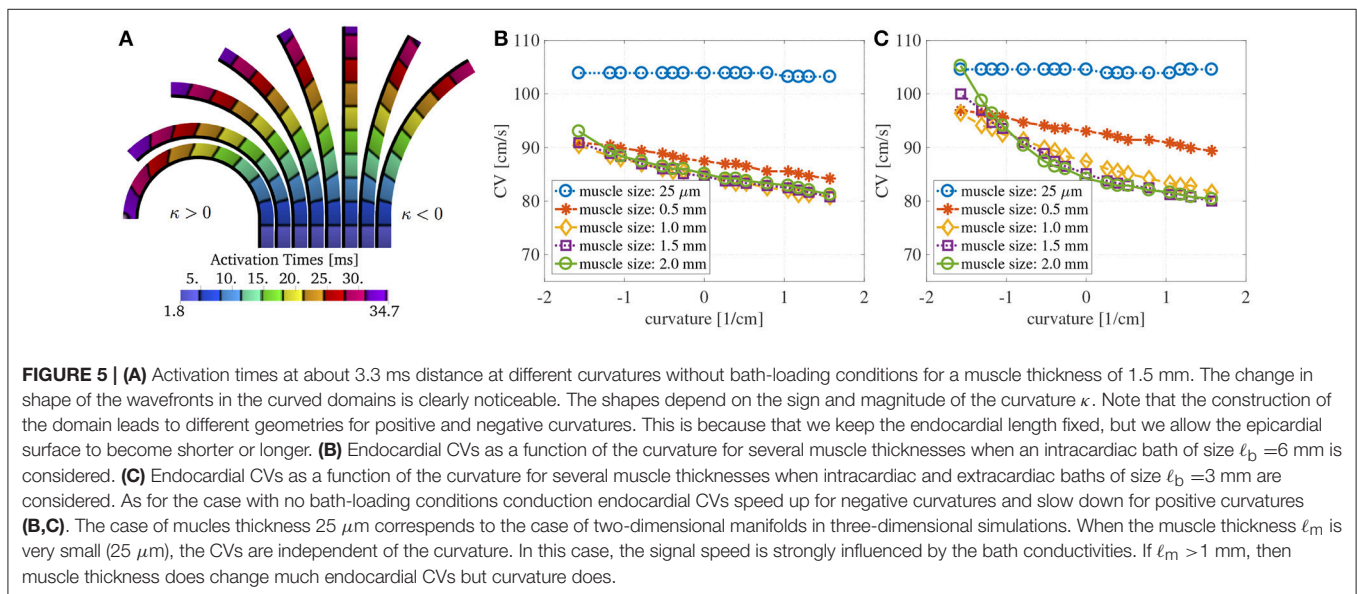 A
κ > 0
κ < 0
Activation Times [ms]
5. 10. 15. 20. 25. 30.
1.8 34.7
B
110
100
90
80
70
CV [cm/s]
muscle size: 25 μm
muscle size: 0.5 mm
muscle size: 1.0 mm
muscle size: 1.5 mm
muscle size: 2.0 mm
-2 -1 0 1 2
curvature [1/cm]
C
110
100
90
80
70
CV [cm/s]
muscle size: 25 μm
muscle size: 0.5 mm
muscle size: 1.0 mm
muscle size: 1.5 mm
muscle size: 2.0 mm
-2 -1 0 1 2
curvature [1/cm]
FIGURE 5 | (A) Activation times at about 3.3 ms distance at different curvatures without bath-loading conditions for a muscle thickness of 1.5 mm. The change in
shape of the wavefronts in the curved domains is clearly noticeable. The shapes depend on the sign and magnitude of the curvature κ. Note that the construction of
the domain leads to different geometries for positive and negative curvatures. This is because that we keep the endocardial length fixed, but we allow the epicardial
surface to become shorter or longer. (B) Endocardial CVs as a function of the curvature for several muscle thicknesses when an intracardiac bath of size ℓb =6 mm is
considered. (C) Endocardial CVs as a function of the curvature for several muscle thicknesses when intracardiac and extracardiac baths of size ℓb =3 mm are
considered. As for the case with no bath-loading conditions conduction endocardial CVs speed up for negative curvatures and slow down for positive curvatures
(B,C). The case of mucles thickness 25 μm corresponds to the case of two-dimensional manifolds in three-dimensional simulations. When the muscle thickness ℓm is
very small (25 μm), the CVs are independent of the curvature. In this case, the signal speed is strongly influenced by the bath conductivities. If ℓm >1 mm, then
muscle thickness does change much endocardial CVs but curvature does.